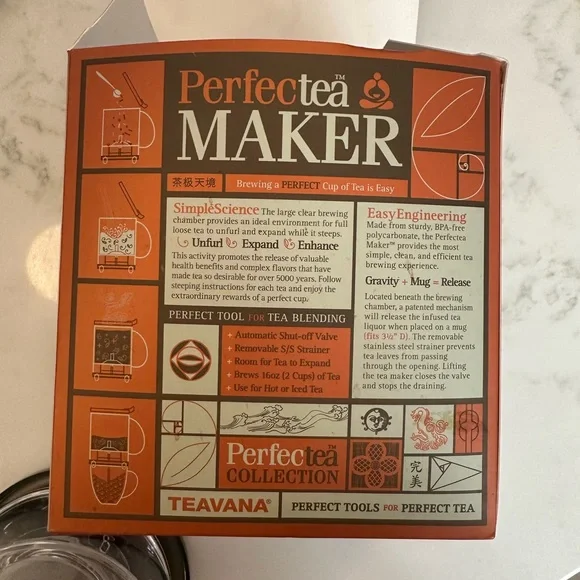 Perfectea™
MAKER
茶极天境
Brewing a PERFECT Cup of Tea is Easy
SimpleScience The large clear brewing
chamber provides an ideal environment for full
loose tea to unfurl and expand while it steeps.
Unfurl Expand Enhance
This activity promotes the release of valuable
health benefits and complex flavors that have
made tea so desirable for over 5000 years. Follow
steeping instructions for each tea and enjoy the
extraordinary rewards of a perfect cup.
PERFECT TOOL FOR TEA BLENDING
+ Automatic Shut-off Valve
+ Removable S/S Strainer
+ Room for Tea to Expand
+ Brews 16oz (2 Cups) of Tea
+ Use for Hot or Iced Tea
EasyEngineering
Made from sturdy, BPA-free
polycarbonate, the Perfectea
Maker™ provides the most
simple, clean, and efficient tea
brewing experience.
Gravity + Mug = Release
Located beneath the brewing
chamber, a patented mechanism
will release the infused tea
liquor when placed on a mug
(fits 3½" D). The removable
stainless steel strainer prevents
tea leaves from passing
through the opening. Lifting
the tea maker closes the valve
and stops the draining.
Perfectea™
COLLECTION
完美
TEAVANA®
PERFECT TOOLS FOR PERFECT TEA